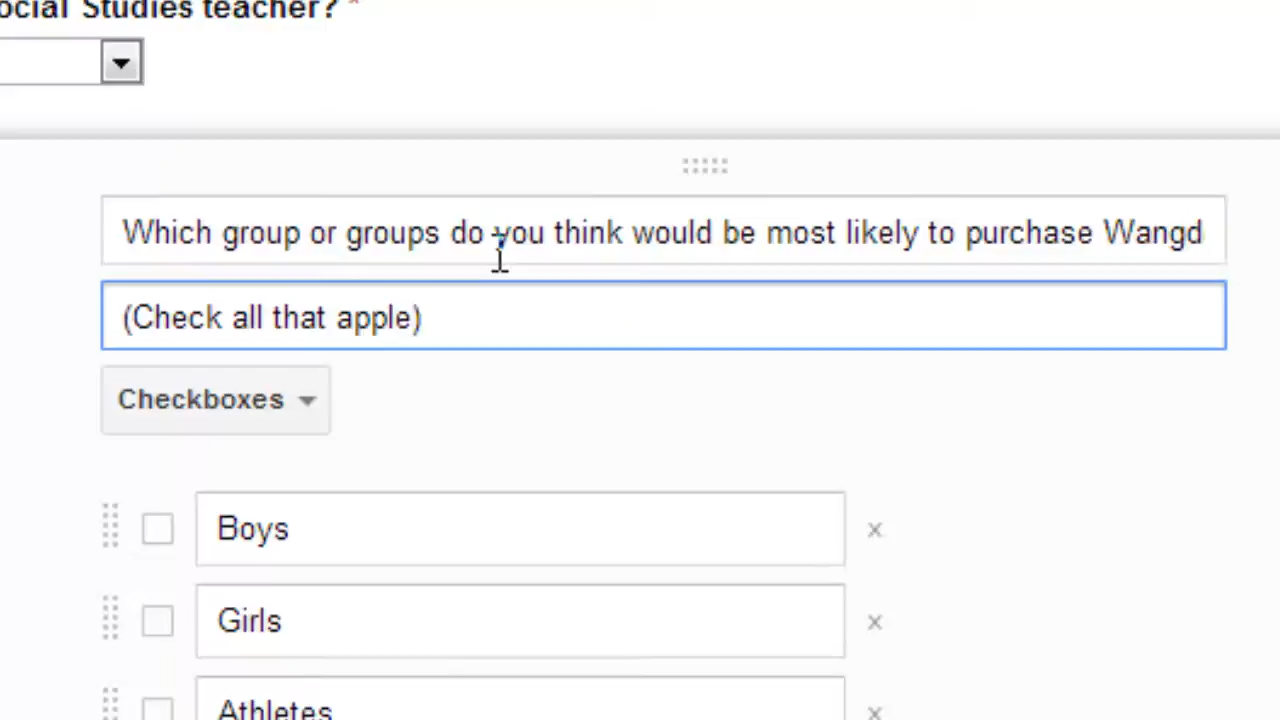 ocial Studies teacher? *
Which group or groups do you think would be most likely to purchase Wangd
(Check all that apple)
Checkboxes
Boys
Girls
Athletes